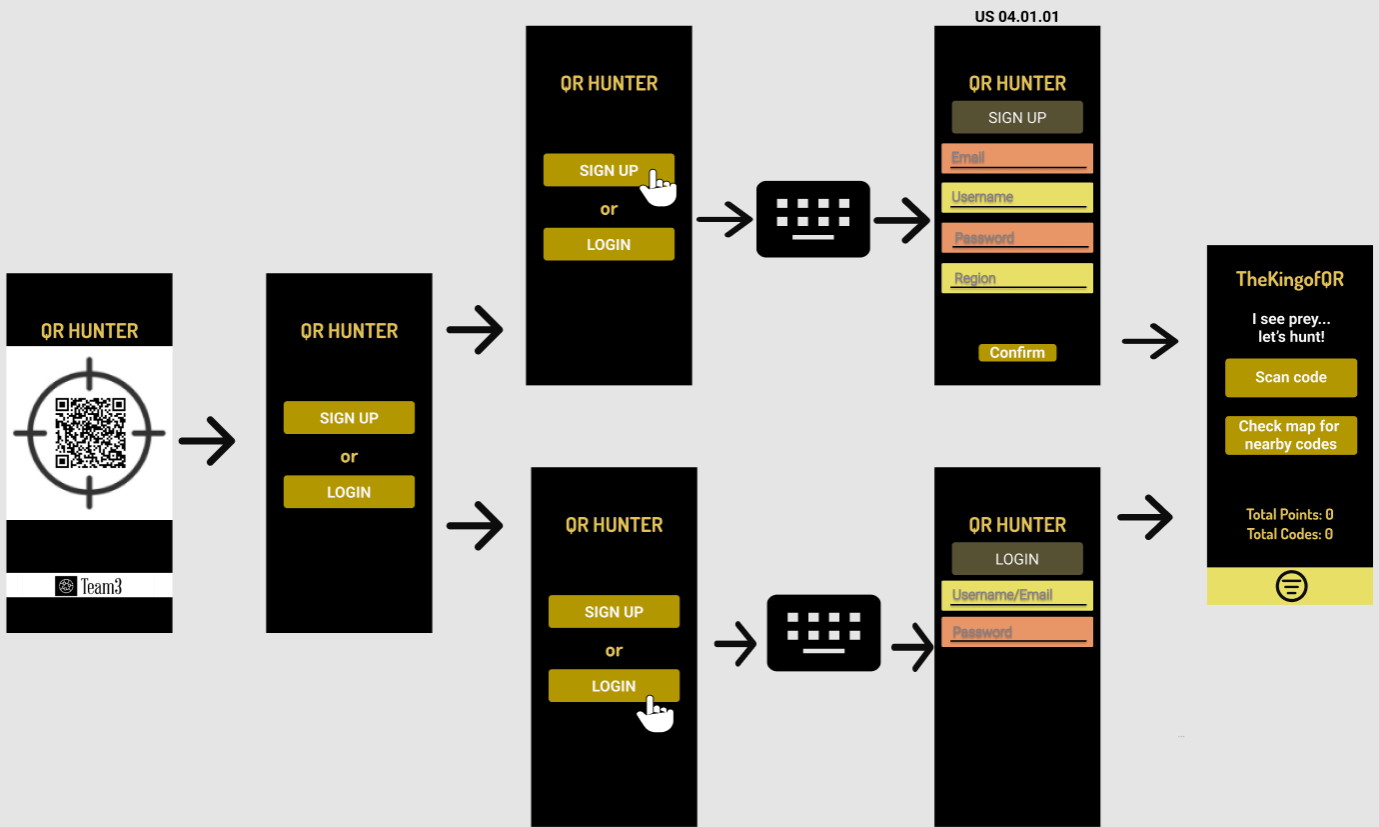 US 04.01.01
QR HUNTER
Team3
QR HUNTER
SIGN UP
or
LOGIN
QR HUNTER
SIGN UP
or
LOGIN
QR HUNTER
SIGN UP
Email
Username
Password
Region
Confirm
QR HUNTER
SIGN UP
or
LOGIN
QR HUNTER
LOGIN
Username/Email
Password
TheKingofQR
I see prey...
let's hunt!
Scan code
Check map for
nearby codes
Total Points: 0
Total Codes: 0